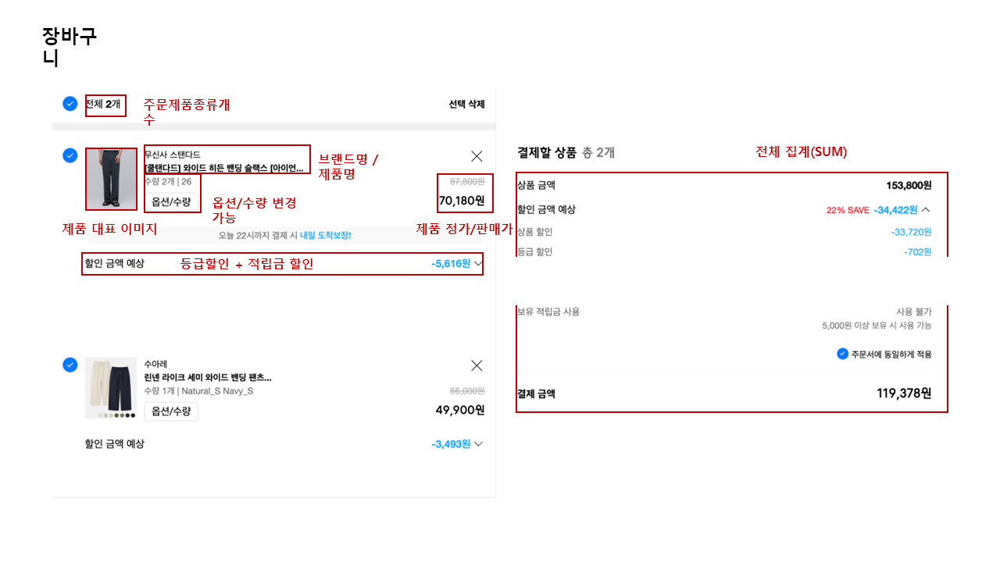 장바구
니
전체 2개
주문제품종류개
수
선택 삭제
무신사 스탠다드
[쿨탠다드] 와이드 히든 밴딩 슬랙스 [아이언...
브랜드명 /
제품명
수량 2개 | 26
87,800원
옵션/수량
70,180원
옵션/수량 변경
가능
제품 대표 이미지
오늘 22시까지 결제 시 내일 도착보장!
제품 정가/판매가
할인 금액 예상
등급할인 + 적립금 할인
-5,616원
수아레
린넨 라이크 세미 와이드 밴딩 팬츠...
수량 1개 | Natural_S Navy_S
66,000원
옵션/수량
49,900원
할인 금액 예상
-3,493원
결제할 상품 총 2개
전체 집계(SUM)
상품 금액
153,800원
할인 금액 예상
22% SAVE -34,422원
상품 할인
-33,720원
등급 할인
-702원
보유 적립금 사용
사용 불가
5,000원 이상 보유 시 사용 가능
주문서에 동일하게 적용
결제 금액
119,378원